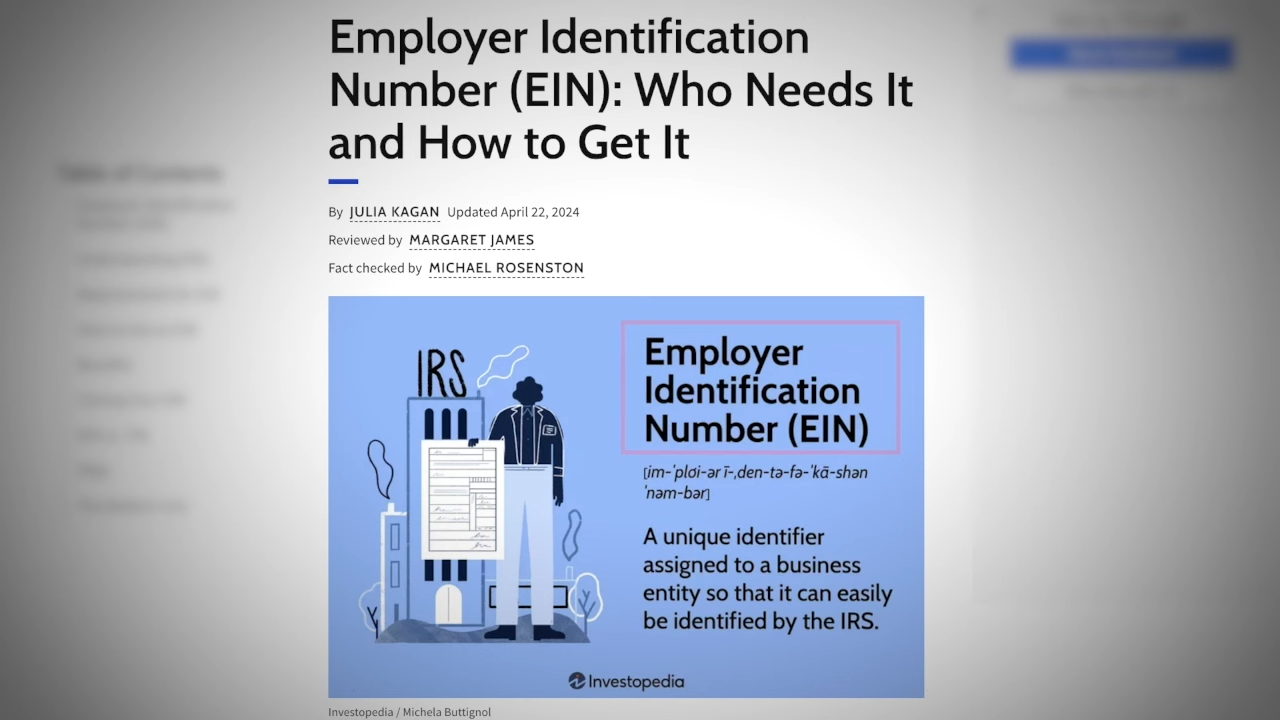 Employer Identification
Number (EIN): Who Needs It
and How to Get It
By JULIA KAGAN Updated April 22, 2024
Reviewed by MARGARET JAMES
Fact checked by MICHAEL ROSENSTON
IRS
Employer
Identification
Number (EIN)
[im-ˈplȯi-ər ī-ˌden-tə-fə-ˈkā-shən
ˈnəm-bər]
A unique identifier
assigned to a business
entity so that it can easily
be identified by the IRS.
Investopedia
Investopedia / Michela Buttignol
Table of Contents